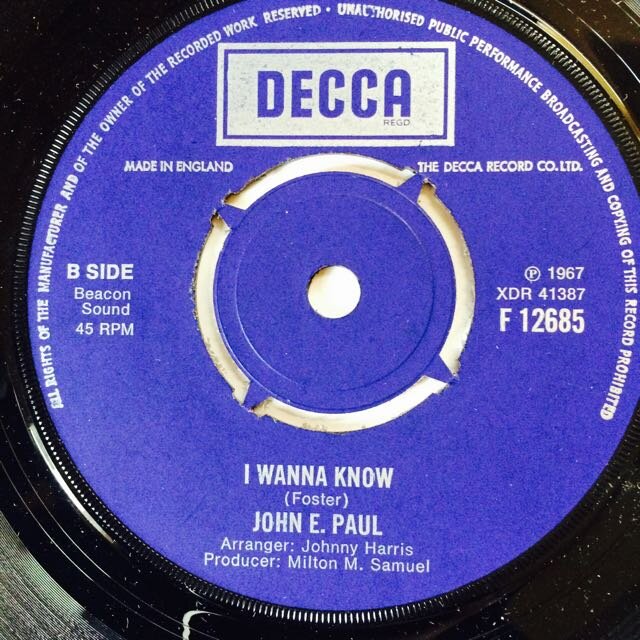 ALL RIGHTS OF THE MANUFACTURER AND OF THE OWNER OF THE RECORDED WORK RESERVED · UNAUTHORISED PUBLIC PERFORMANCE BROADCASTING AND COPYING OF THIS RECORD PROHIBITED
DECCA
REGD
MADE IN ENGLAND
THE DECCA RECORD CO. LTD.
B SIDE
Beacon
Sound
45 RPM
℗ 1967
XDR 41387
F 12685
I WANNA KNOW
(Foster)
JOHN E. PAUL
Arranger: Johnny Harris
Producer: Milton M. Samuel